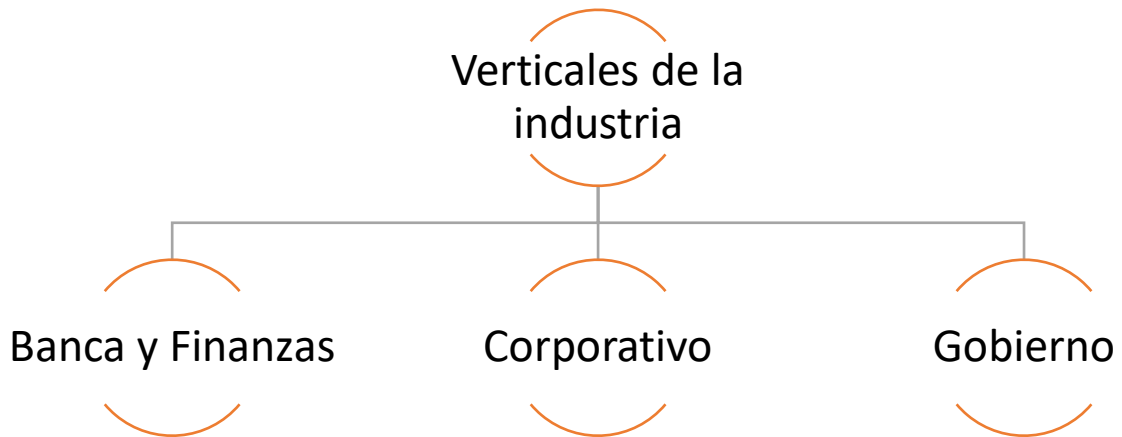 Verticales de la
industria
Banca y Finanzas
Corporativo
Gobierno